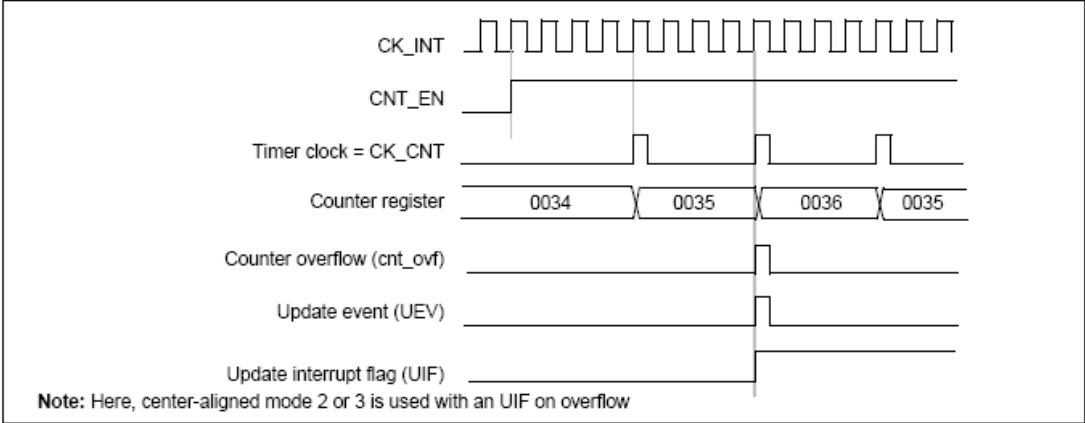 CK_INT
CNT_EN
Timer clock = CK_CNT
Counter register 0034 0035 0036 0035
Counter overflow (cnt_ovf)
Update event (UEV)
Update interrupt flag (UIF)
Note: Here, center-aligned mode 2 or 3 is used with an UIF on overflow